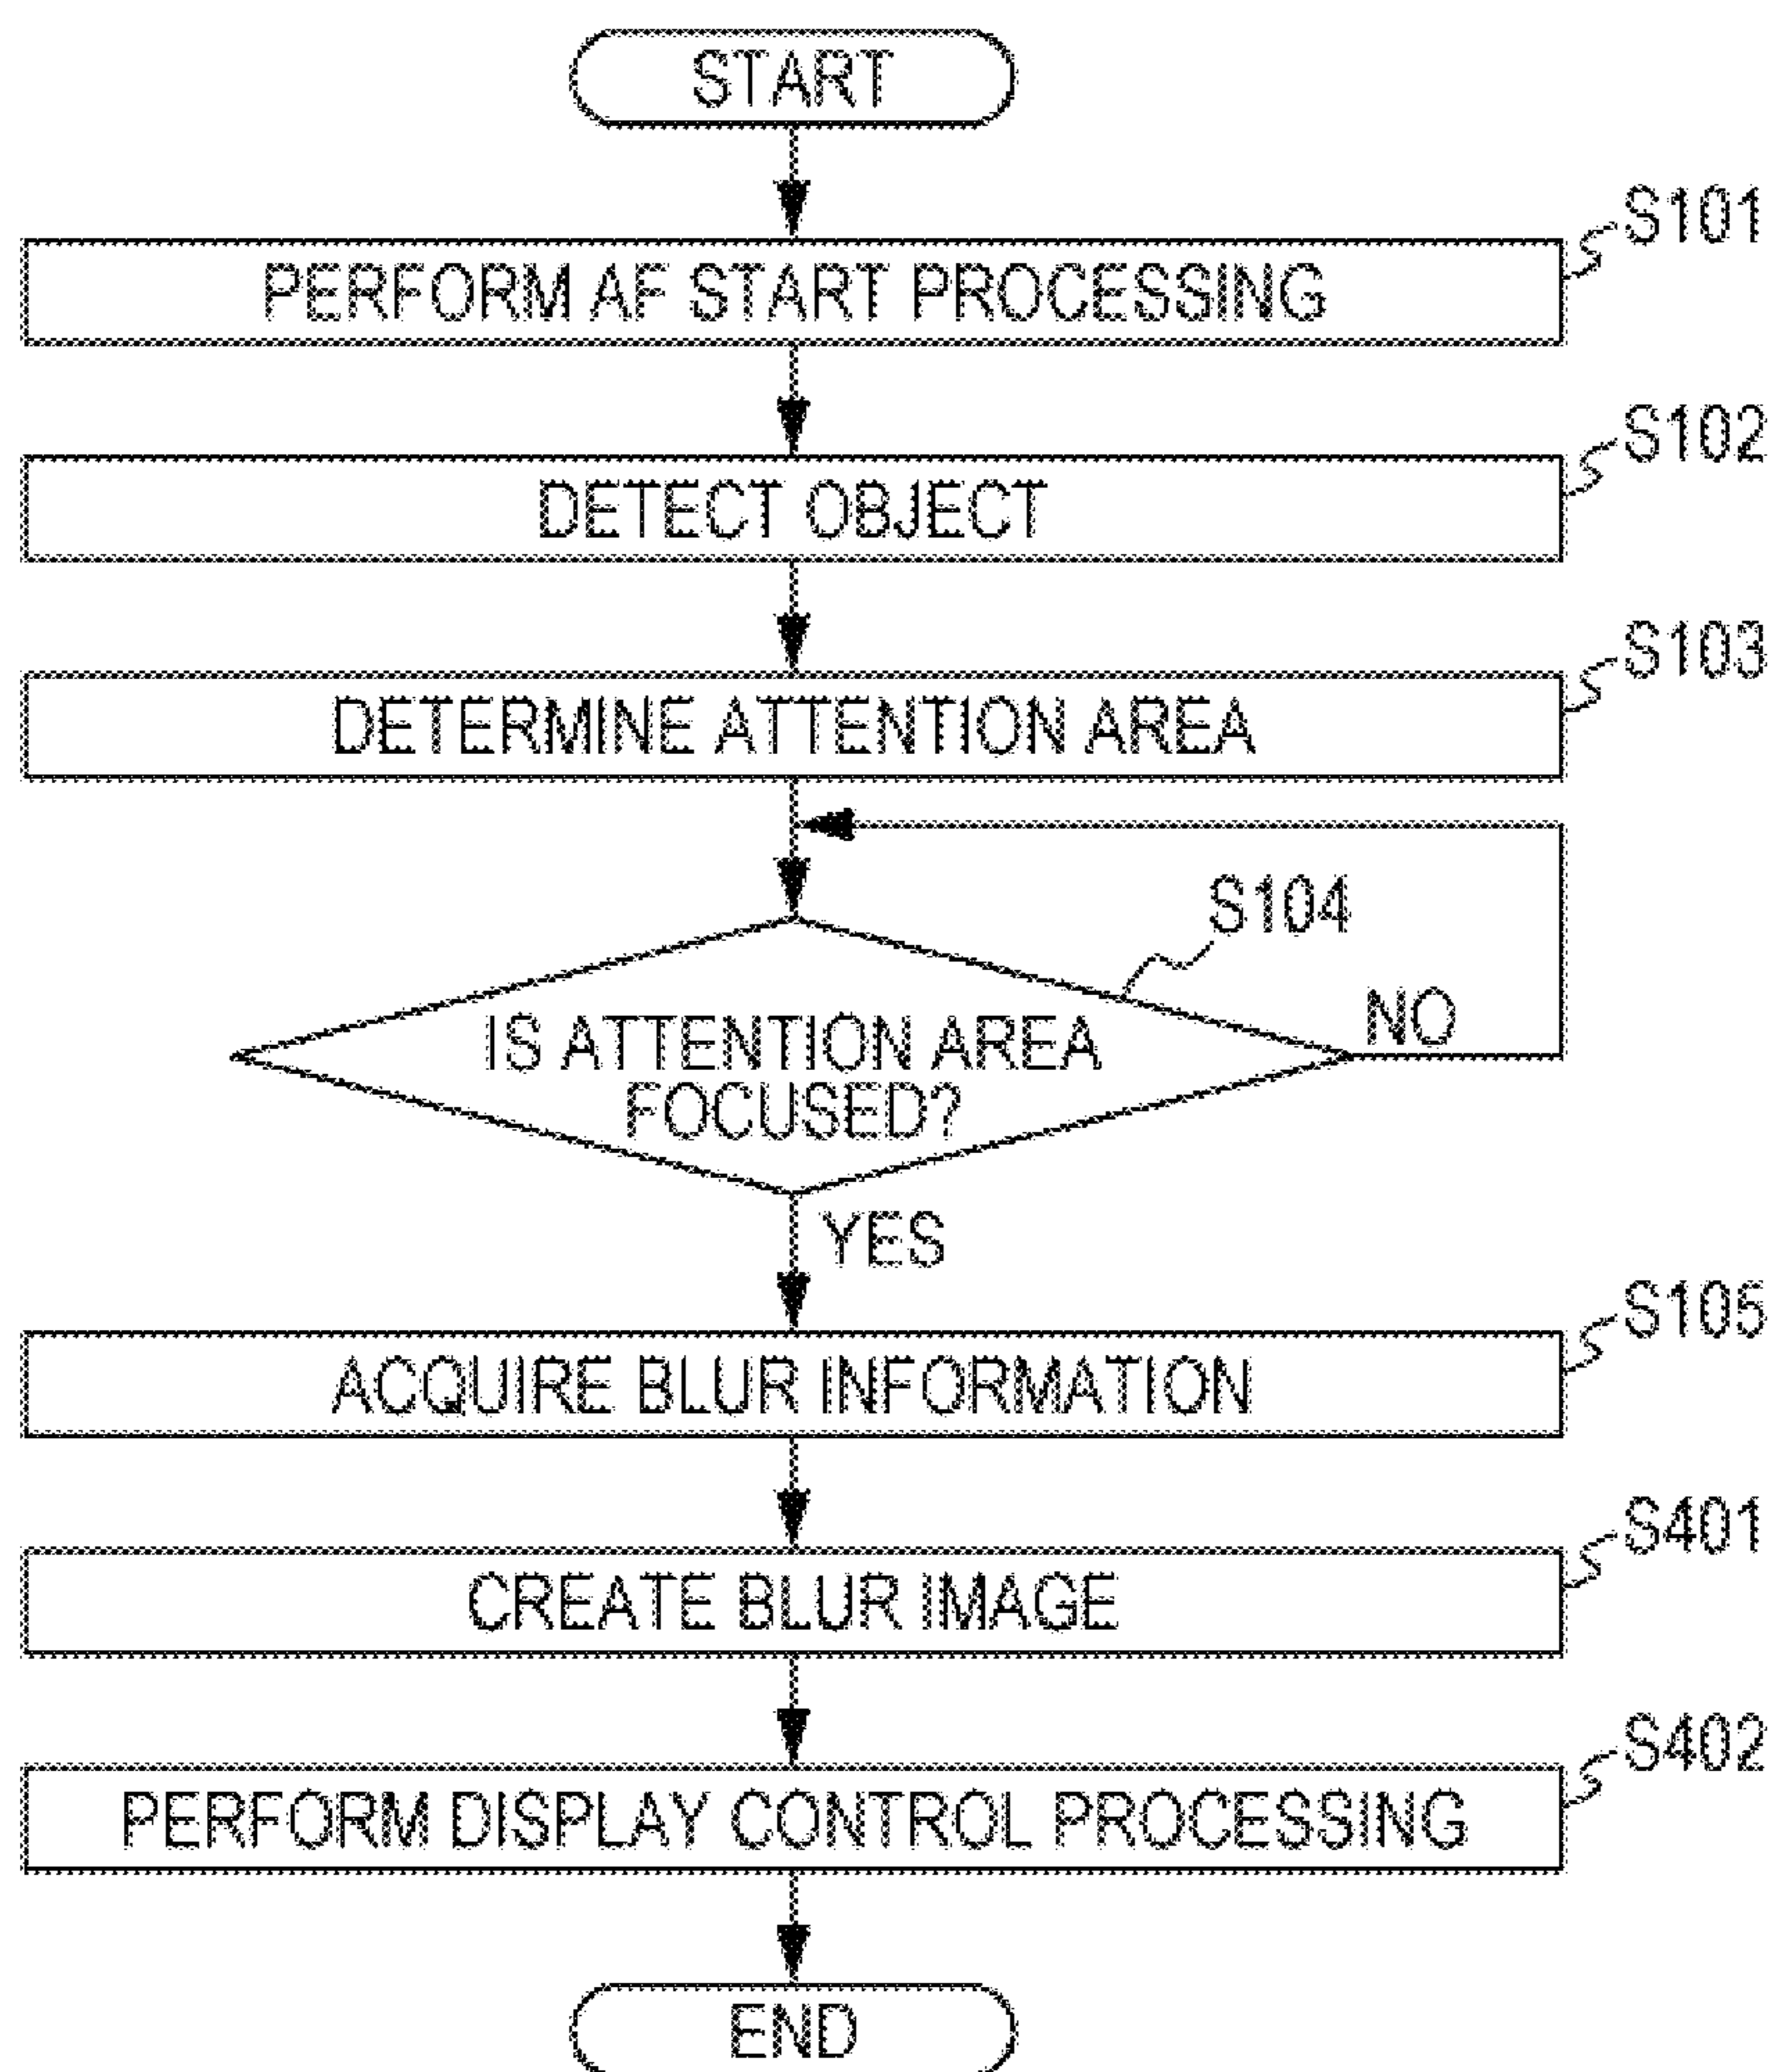 START
S101
PERFORM AF START PROCESSING
S102
DETECT OBJECT
S103
DETERMINE ATTENTION AREA
S104
NO
IS ATTENTION AREA
FOCUSED?
YES
S105
ACQUIRE BLUR INFORMATION
S401
CREATE BLUR IMAGE
S402
PERFORM DISPLAY CONTROL PROCESSING
END